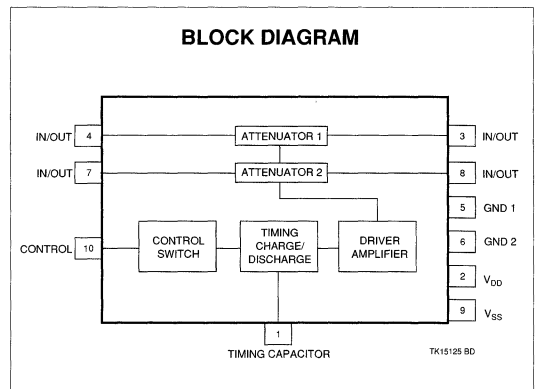 BLOCK DIAGRAM
IN/OUT 4 ATTENUATOR 1 3 IN/OUT
IN/OUT 7 ATTENUATOR 2 8 IN/OUT
5 GND 1
CONTROL 10 CONTROL SWITCH TIMING CHARGE/ DISCHARGE DRIVER AMPLIFIER 6 GND 2
2 VDD
9 VSS
1
TIMING CAPACITOR
TK15125 BD